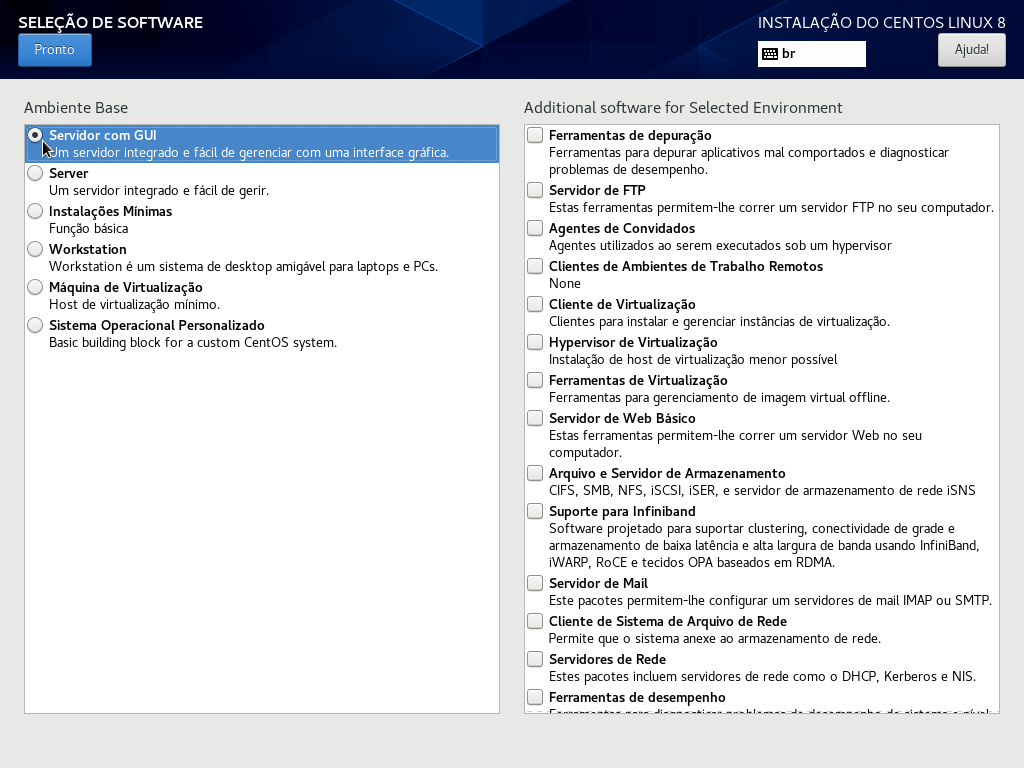 SELEÇÃO DE SOFTWARE
INSTALAÇÃO DO CENTOS LINUX 8
Pronto
br
Ajuda!
Ambiente Base
Servidor com GUI
Um servidor integrado e fácil de gerenciar com uma interface gráfica.
Server
Um servidor integrado e fácil de gerir.
Instalações Mínimas
Função básica
Workstation
Workstation é um sistema de desktop amigável para laptops e PCs.
Máquina de Virtualização
Host de virtualização mínimo.
Sistema Operacional Personalizado
Basic building block for a custom CentOS system.
Additional software for Selected Environment
Ferramentas de depuração
Ferramentas para depurar aplicativos mal comportados e diagnosticar
problemas de desempenho.
Servidor de FTP
Estas ferramentas permitem-lhe correr um servidor FTP no seu computador.
Agentes de Convidados
Agentes utilizados ao serem executados sob um hypervisor
Clientes de Ambientes de Trabalho Remotos
None
Cliente de Virtualização
Clientes para instalar e gerenciar instâncias de virtualização.
Hypervisor de Virtualização
Instalação de host de virtualização menor possível
Ferramentas de Virtualização
Ferramentas para gerenciamento de imagem virtual offline.
Servidor de Web Básico
Estas ferramentas permitem-lhe correr um servidor Web no seu
computador.
Arquivo e Servidor de Armazenamento
CIFS, SMB, NFS, iSCSI, iSER, e servidor de armazenamento de rede iSNS
Suporte para Infiniband
Software projetado para suportar clustering, conectividade de grade e
armazenamento de baixa latência e alta largura de banda usando InfiniBand,
iWARP, RoCE e tecidos OPA baseados em RDMA.
Servidor de Mail
Este pacotes permitem-lhe configurar um servidores de mail IMAP ou SMTP.
Cliente de Sistema de Arquivo de Rede
Permite que o sistema anexe ao armazenamento de rede.
Servidores de Rede
Estes pacotes incluem servidores de rede como o DHCP, Kerberos e NIS.
Ferramentas de desempenho